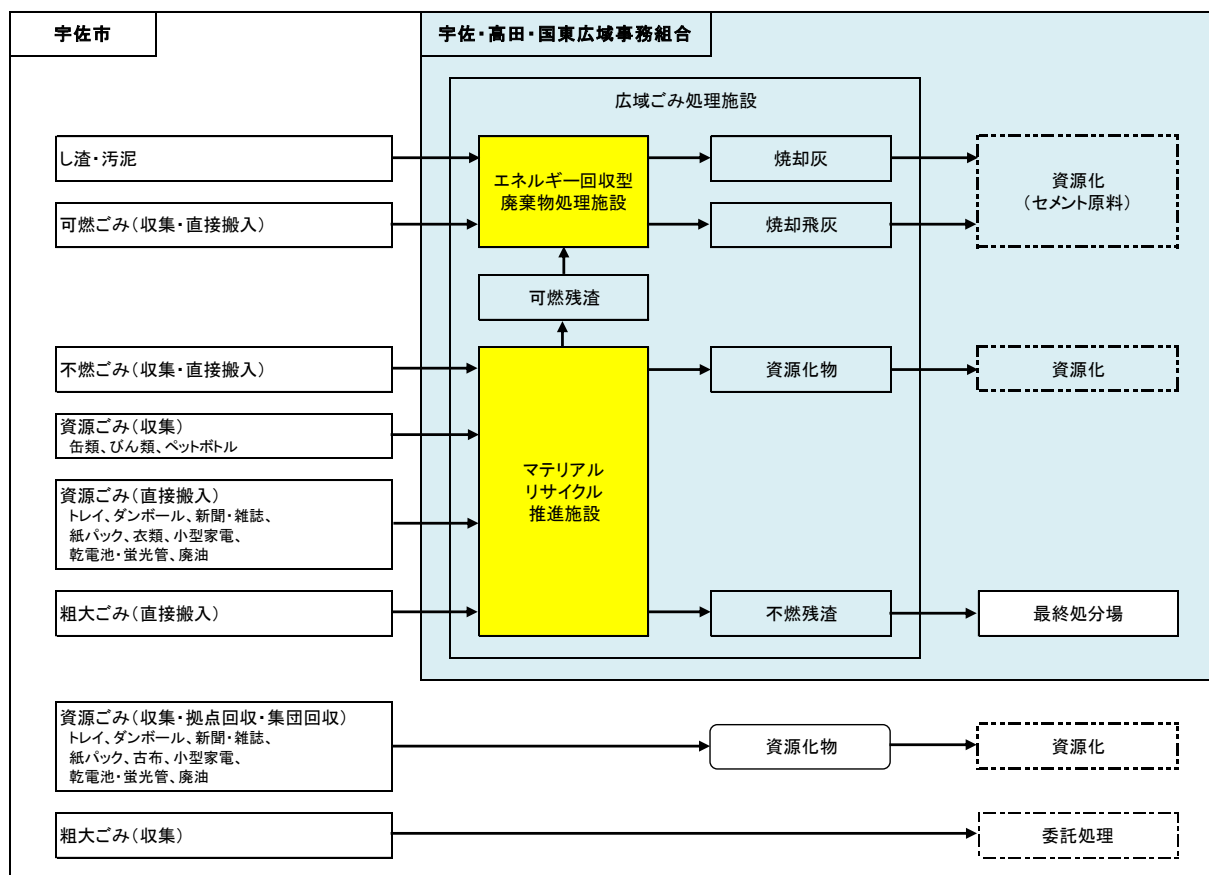 宇佐市
宇佐・高田・国東広域事務組合
広域ごみ処理施設
し渣・汚泥
可燃ごみ（収集・直接搬入）
エネルギー回収型
廃棄物処理施設
焼却灰
焼却飛灰
資源化
（セメント原料）
可燃残渣
不燃ごみ（収集・直接搬入）
資源ごみ（収集）
缶類、びん類、ペットボトル
資源ごみ（直接搬入）
トレイ、ダンボール、新聞・雑誌、
紙パック、衣類、小型家電、
乾電池・蛍光管、廃油
粗大ごみ（直接搬入）
マテリアル
リサイクル
推進施設
資源化物
資源化
不燃残渣
最終処分場
資源ごみ（収集・拠点回収・集団回収）
トレイ、ダンボール、新聞・雑誌、
紙パック、古布、小型家電、
乾電池・蛍光管、廃油
資源化物
資源化
粗大ごみ（収集）
委託処理